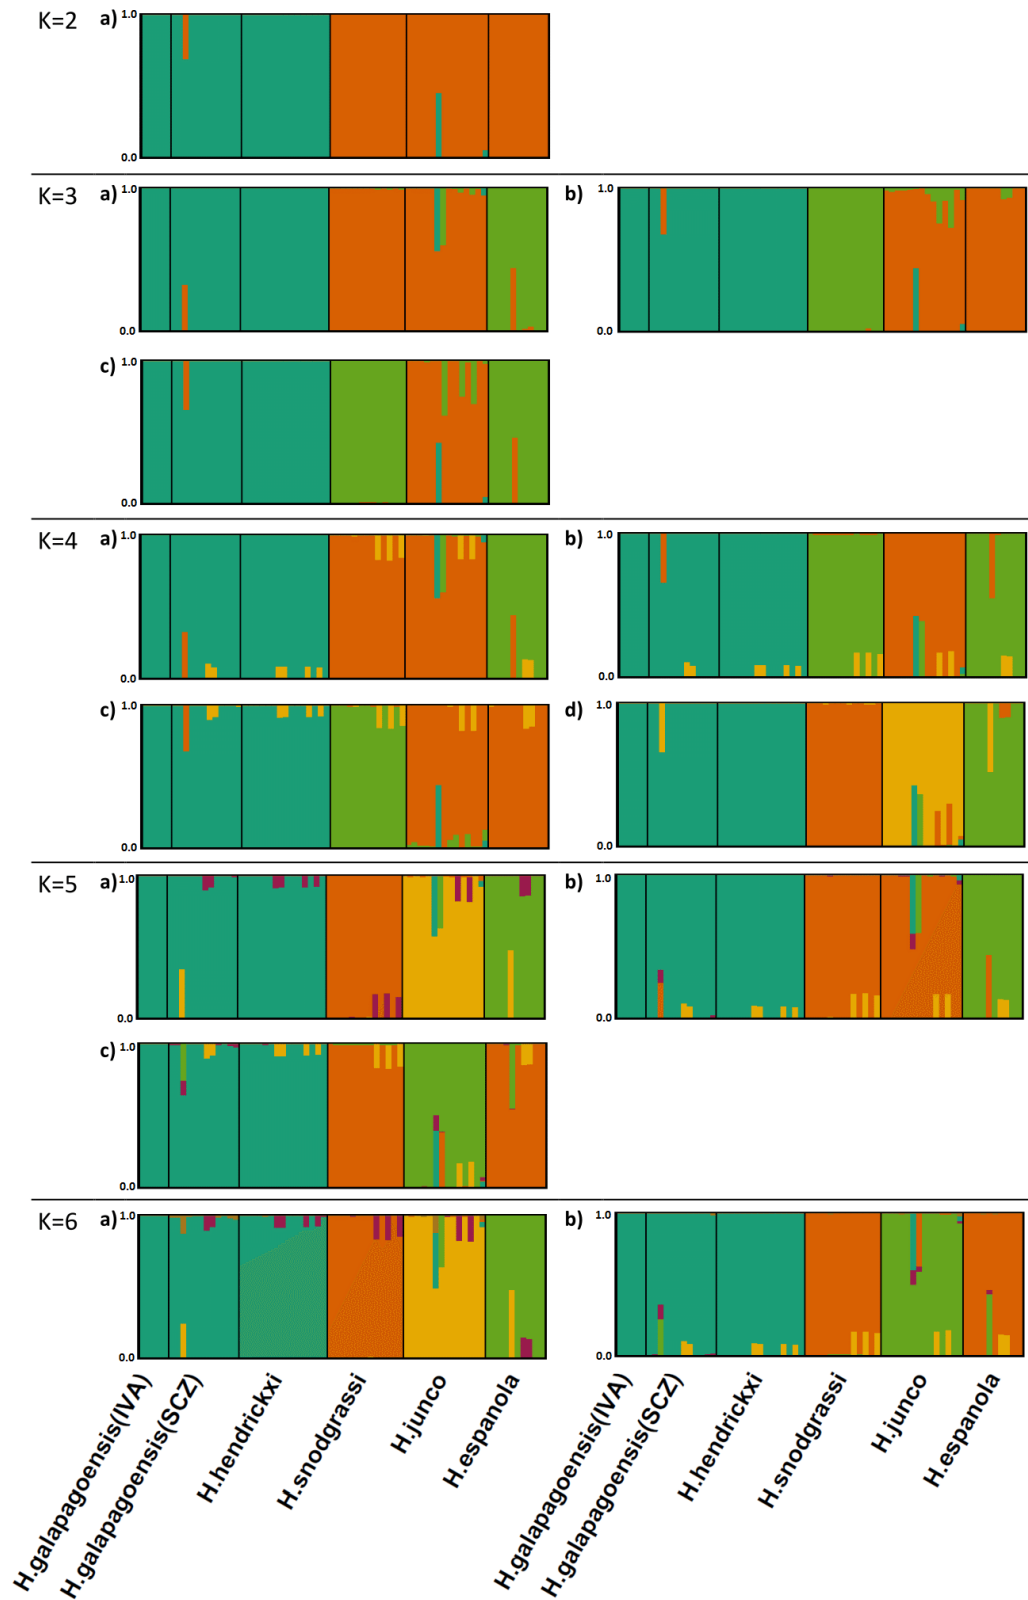 K=2 a) 1.0
0.0
K=3 a) 1.0 b) 1.0
0.0 0.0
c) 1.0
0.0
K=4 a) 1.0 b) 1.0
0.0 0.0
c) 1.0 d) 1.0
0.0 0.0
K=5 a) 1.0 b) 1.0
0.0 0.0
c) 1.0
0.0
K=6 a) 1.0 b) 1.0
0.0 0.0
H.galapagoensis(IVA)
H.galapagoensis(SCZ)
H.hendrickxi
H.snodgrassi
H.junco
H.espanola
H.galapagoensis(IVA)
H.galapagoensis(SCZ)
H.hendrickxi
H.snodgrassi
H.junco
H.espanola